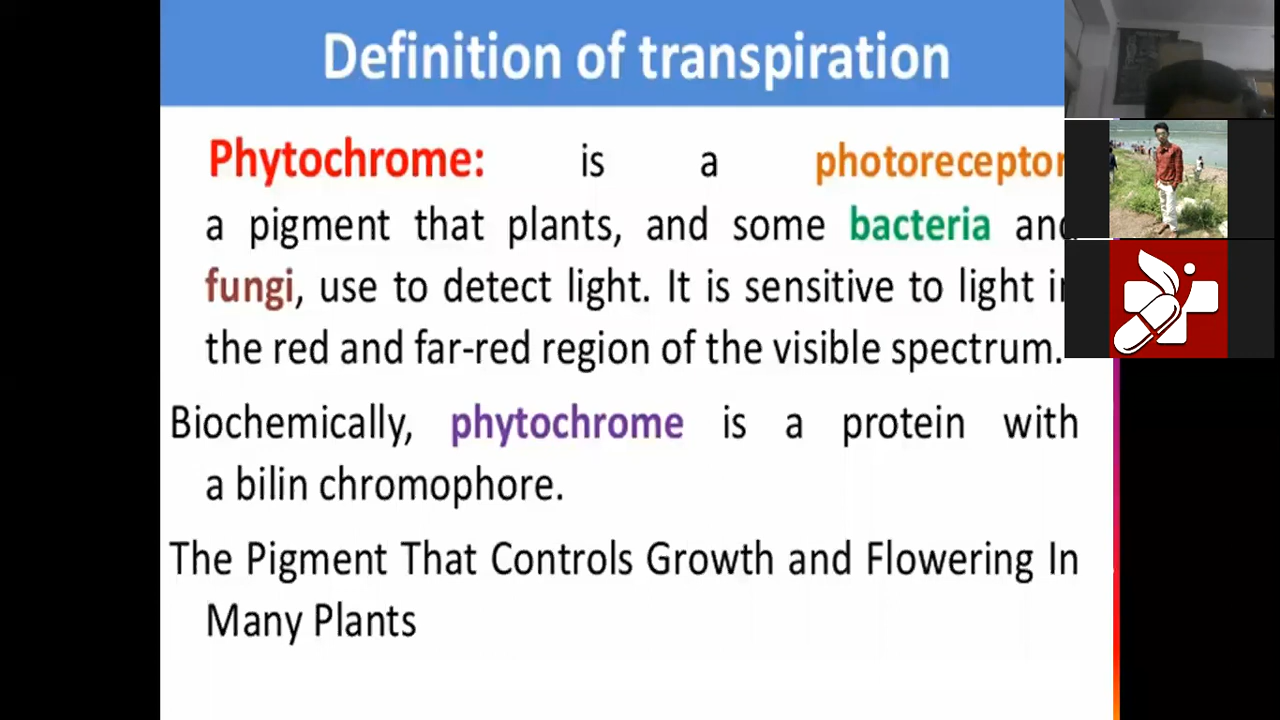 Definition of transpiration
Phytochrome: is a photoreceptor
a pigment that plants, and some bacteria and
fungi, use to detect light. It is sensitive to light in
the red and far-red region of the visible spectrum.
Biochemically, phytochrome is a protein with
a bilin chromophore.
The Pigment That Controls Growth and Flowering In
Many Plants